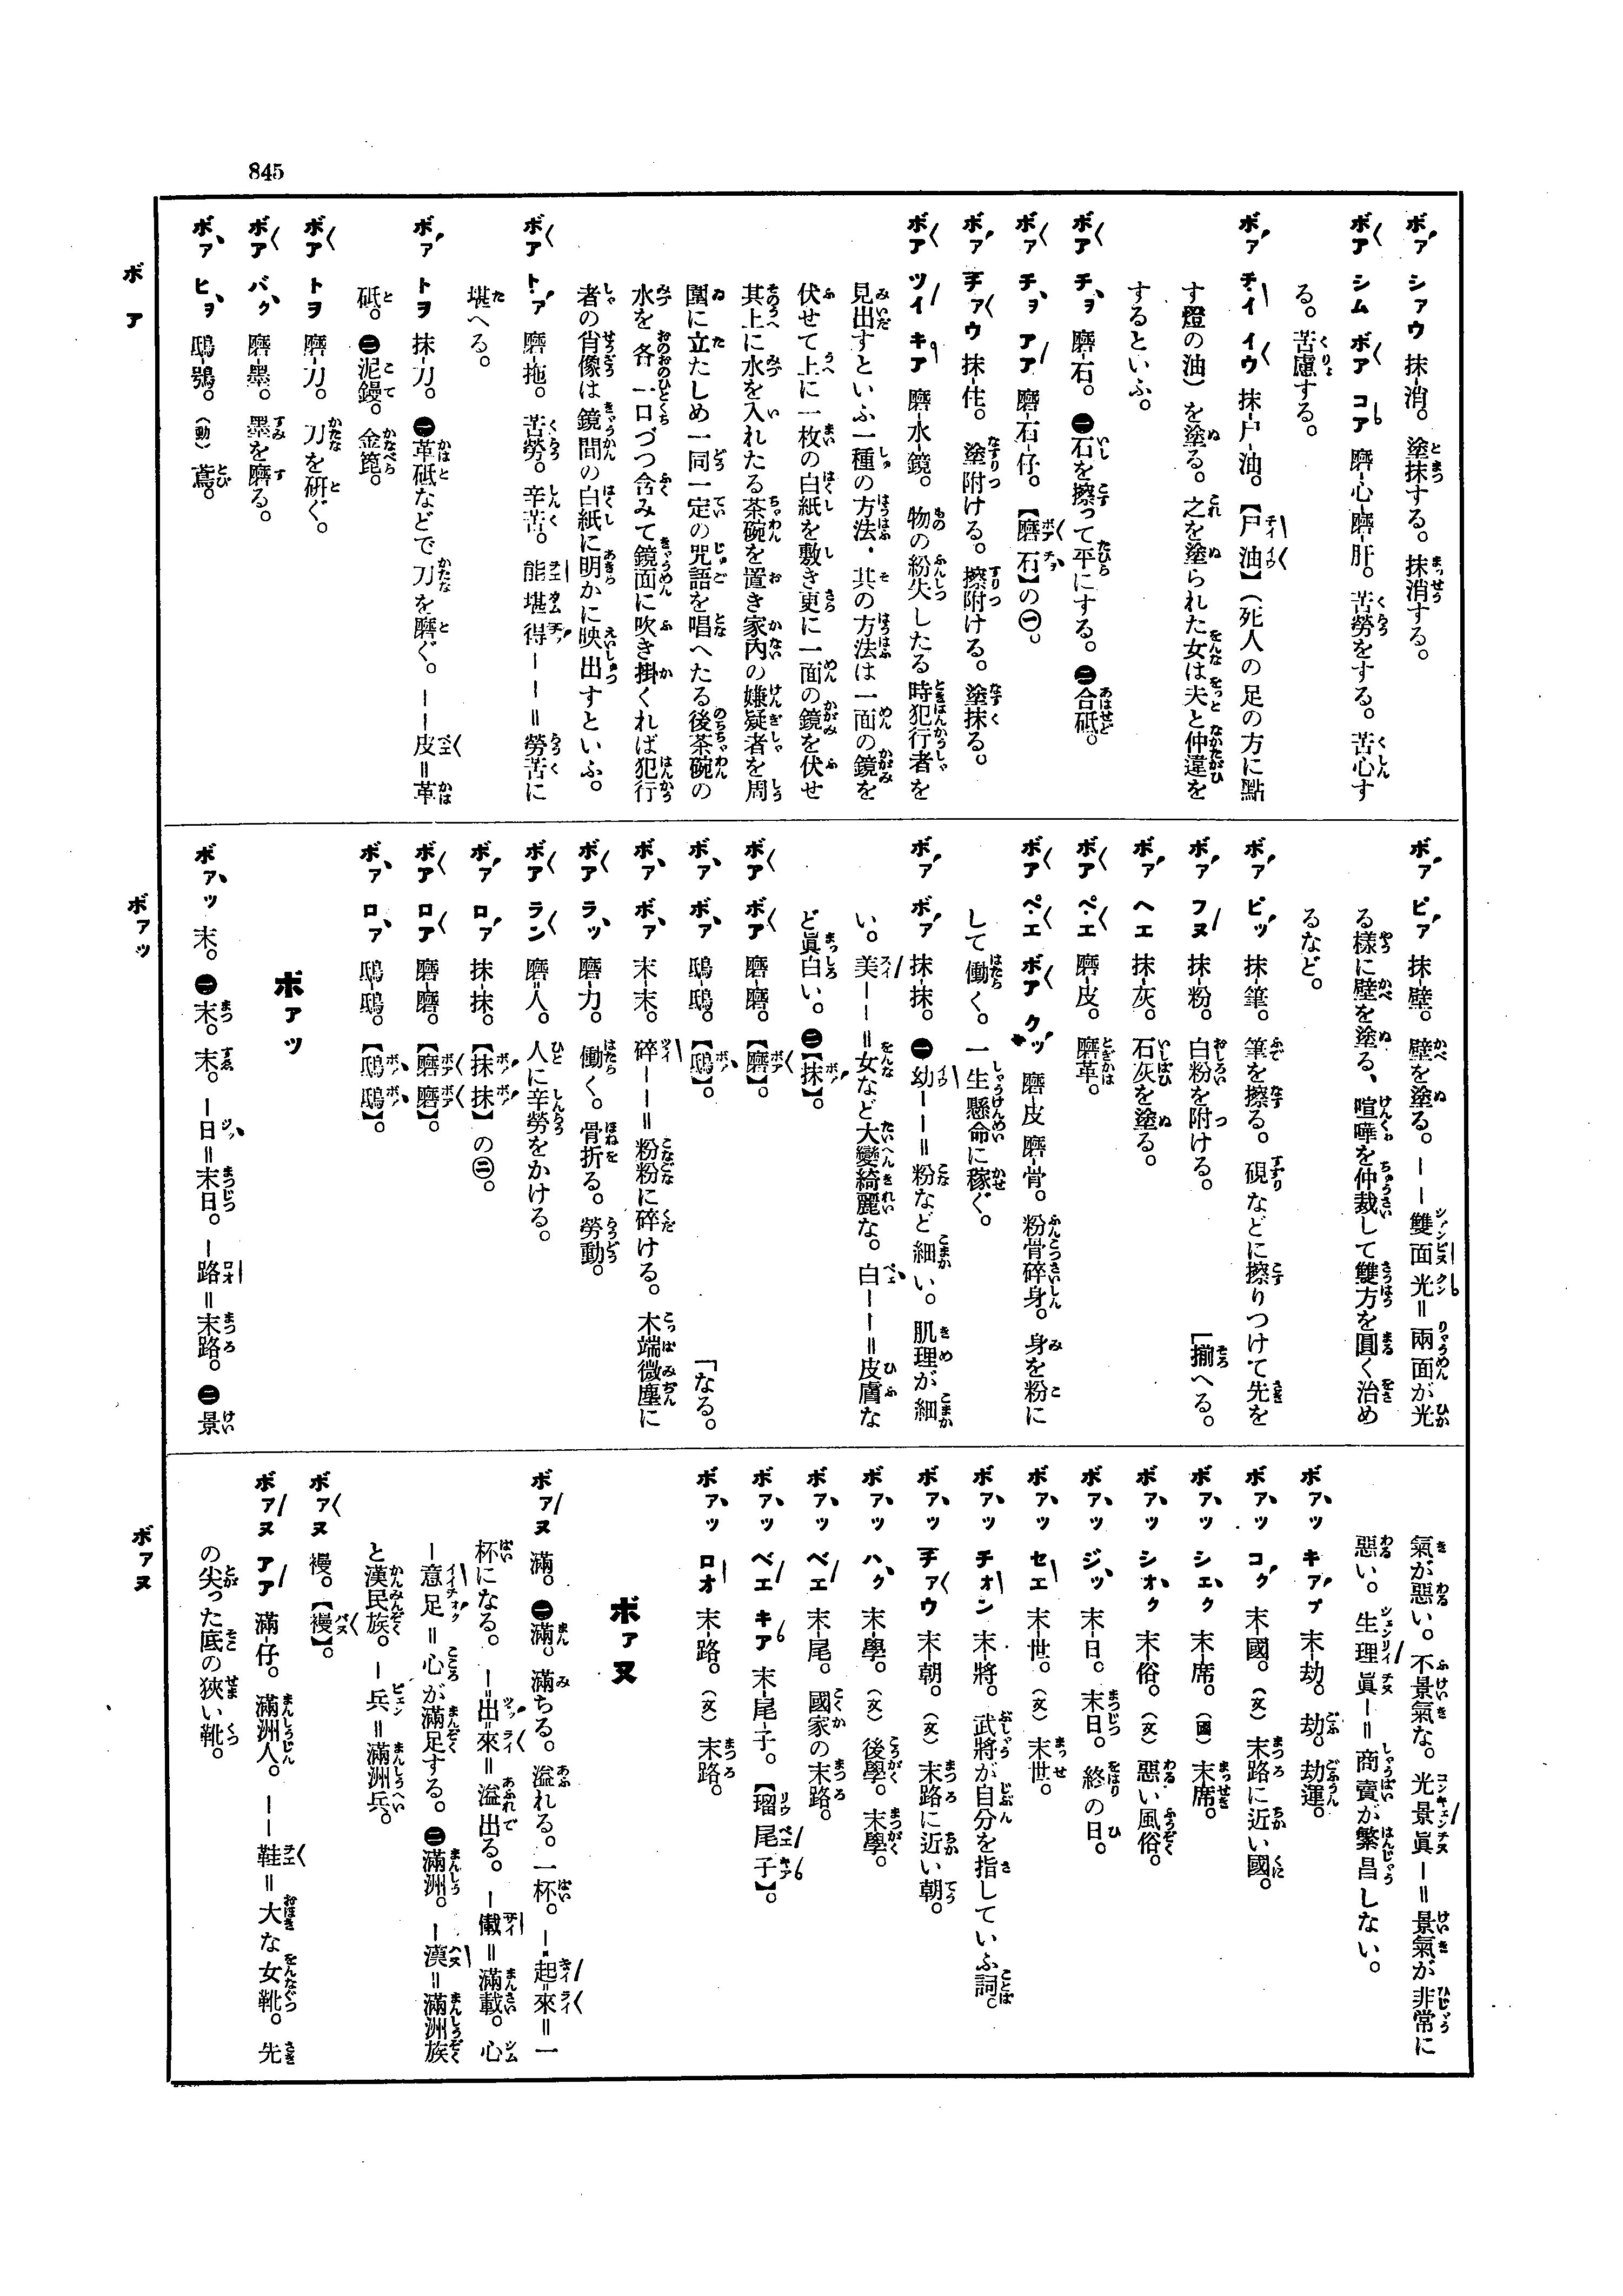 845
ボア
ボァッ
ボァヌ
ボァ シァウ 抹-消。 塗抹する。抹消する。
ボア シム ボア コア 磨-心-磨-肝。 苦勞をする。苦心す
る。苦慮する。
ボァ チイ イウ 抹-戶-油。【戶油】(死人の足の方に點
す燈の油)を塗る。之を塗られた女は夫と仲違を
するといふ。
ボア チヲ 磨-石。 ㊀石を擦って平にする。㊁合砥。
ボア チヲ アア 磨-石-仔。【磨石】の㊀。
ボァ チァウ 抹-住。 塗附ける。擦附ける。塗抹る。
ボア ツイ キア 磨-水-鏡。 物の紛失したる時犯行者を
見出すといふ一種の方法・其の方法は一面の鏡を
伏せて上に一枚の白紙を敷き更に一面の鏡を伏せ
其上に水を入れたる茶碗を置き家內の嫌疑者を周
圍に立たしめ一同一定の咒語を唱へたる後茶碗の
水を各一口づつ含みて鏡面に吹き掛くれば犯行
者の肖像は鏡間の白紙に明かに映出すといふ。
ボア トァ 磨-拖。 苦勞。辛苦。能堪得ーー=勞苦に
堪へる。
ボァ トヲ 抹-刀。 ㊀革砥などで刀を磨ぐ。ーー皮=革
砥。㊁泥鏝。金箆。
ボア トヲ 磨-刀。 刀を硏ぐ。
ボア バク 磨-墨。 墨を磨る。
ボァ ヒヲ 鴟-鴞。(動)鳶。
ボァ ピァ 抹-壁。 壁を塗る。ーー雙面光=兩面が光
る樣に壁を塗る、喧嘩を仲裁して雙方を圓く治め
るなど。
ボァ ピッ 抹-筆。 筆を擦る。硯などに擦りつけて先を
ボァ フヌ 抹-粉。 白粉を附ける。 「揃へる。
ボァ ヘエ 抹-灰。 石灰を塗る。
ボア ペエ 磨-皮。 磨革。
ボア ペエ ボア クッ 磨-皮 磨-骨。 粉骨碎身。身を粉に
して働く。一生懸命に稼ぐ。
ボァ ボァ 抹-抹。 ㊀幼ーー=粉など細い。肌理が細
い。美ーー=女など大變綺麗な。白ーー=皮膚な
ど眞白い。㊁【抹】。
ボア ボア 磨-磨。【磨】。
ボァ ボァ 鴟-鴟。【鴟】。 「なる。
ボァ ボァ 末-末。 碎ーー=粉粉に碎ける。木端微塵に
ボア ラッ 磨-力。 働く。骨折る。勞動。
ボア ラン 磨-人。 人に辛勞をかける。
ボァ ロァ 抹-抹。【抹抹】の㊁。
ボア ロア 磨-磨。【磨磨】。
ボァ ロァ 鴟-鴟。【鴟鴟】。
ボァッ
ボァッ 末。 ㊀末。末。ー日=末日。ー路=末路。㊁景
氣が惡い。不景氣な。光景眞ー=景氣が非常に
惡い。生理眞ー=商賣が繁昌しない。
ボァッ キアプ 末-劫。 劫。劫運。
ボァッ コク 末-國。(文)末路に近い國。
ボァッ シエク 末-席。(國)末席。
ボァッ シオク 末-俗。(文)惡い風俗。
ボァッ ジッ 末-日。 末日。終の日。
ボァッ セエ 末-世。(文)末世。
ボァッ チオン 末-將。 武將が自分を指していふ詞。
ボァッ チァウ 末-朝。(文)末路に近い朝。
ボァッ ハク 末-學。(文)後學。末學。
ボァッ ベエ 末-尾。 國家の末路。
ボァッ ベエ キア 末-尾-子。【瑠尾子】。
ボァッ ロオ 末-路。(文)末路。
ボァヌ
ボァヌ 滿。 ㊀滿。滿ちる。溢れる。一杯。ー起=來=一
杯になる。ー出=來=溢出る。ー儎=滿載。心
ー意足=心が滿足する。㊁滿洲。ー漢=滿洲族
と漢民族。ー兵=滿洲兵。
ボァヌ 襪。【襪】。
ボァヌ アア 滿-仔。 滿洲人。ーー鞋=大な女靴。先
の尖った底の狹い靴。